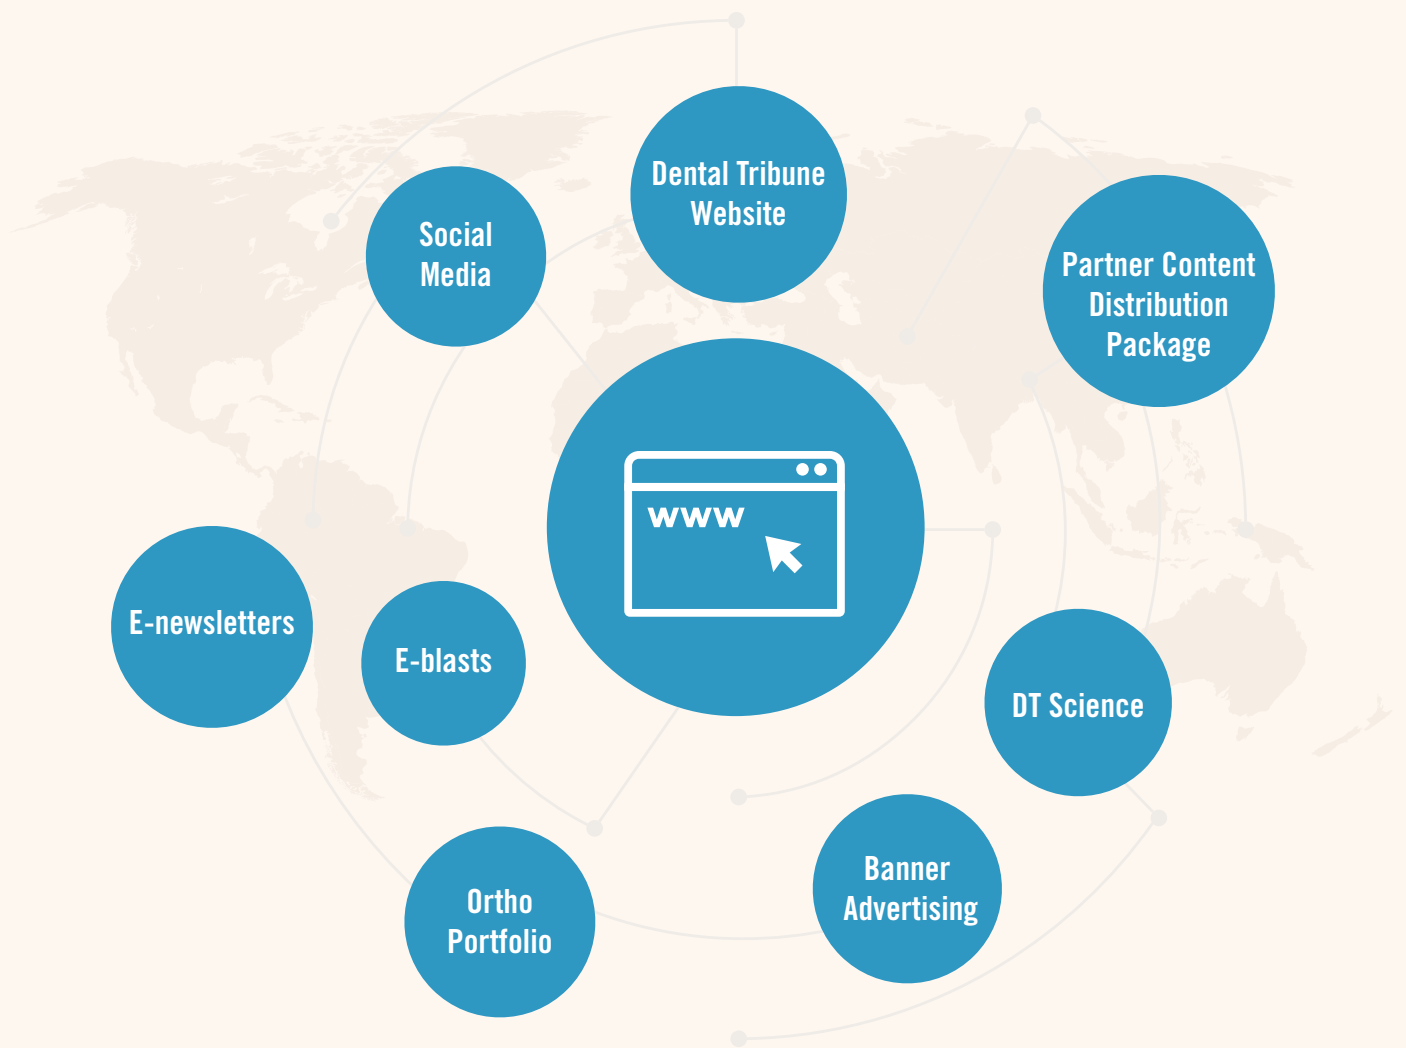 Dental Tribune
Website
Social
Media
Partner Content
Distribution
Package
www
E-newsletters
E-blasts
DT Science
Banner
Advertising
Ortho
Portfolio